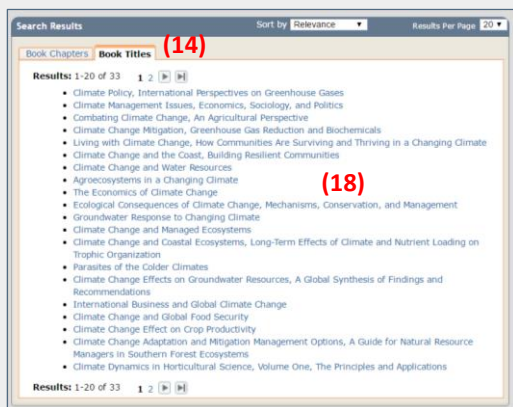 Search Results Sort by Relevance Results Per Page 20
Book Chapters Book Titles (14)
Results: 1-20 of 33 1 2
Climate Policy, International Perspectives on Greenhouse Gases
Climate Management Issues, Economics, Sociology, and Politics
Combating Climate Change, An Agricultural Perspective
Climate Change Mitigation, Greenhouse Gas Reduction and Biochemicals
Living with Climate Change, How Communities Are Surviving and Thriving in a Changing Climate
Climate Change and the Coast, Building Resilient Communities
Climate Change and Water Resources
Agroecosystems in a Changing Climate
The Economics of Climate Change
(18)
Ecological Consequences of Climate Change, Mechanisms, Conservation, and Management
Groundwater Response to Changing Climate
Climate Change and Managed Ecosystems
Climate Change and Coastal Ecosystems, Long-Term Effects of Climate and Nutrient Loading on
Trophic Organization
Parasites of the Colder Climates
Climate Change Effects on Groundwater Resources, A Global Synthesis of Findings and
Recommendations
International Business and Global Climate Change
Climate Change and Global Food Security
Climate Change Effect on Crop Productivity
Climate Change Adaptation and Mitigation Management Options, A Guide for Natural Resource
Managers in Southern Forest Ecosystems
Climate Dynamics in Horticultural Science, Volume One, The Principles and Applications
Results: 1-20 of 33 1 2